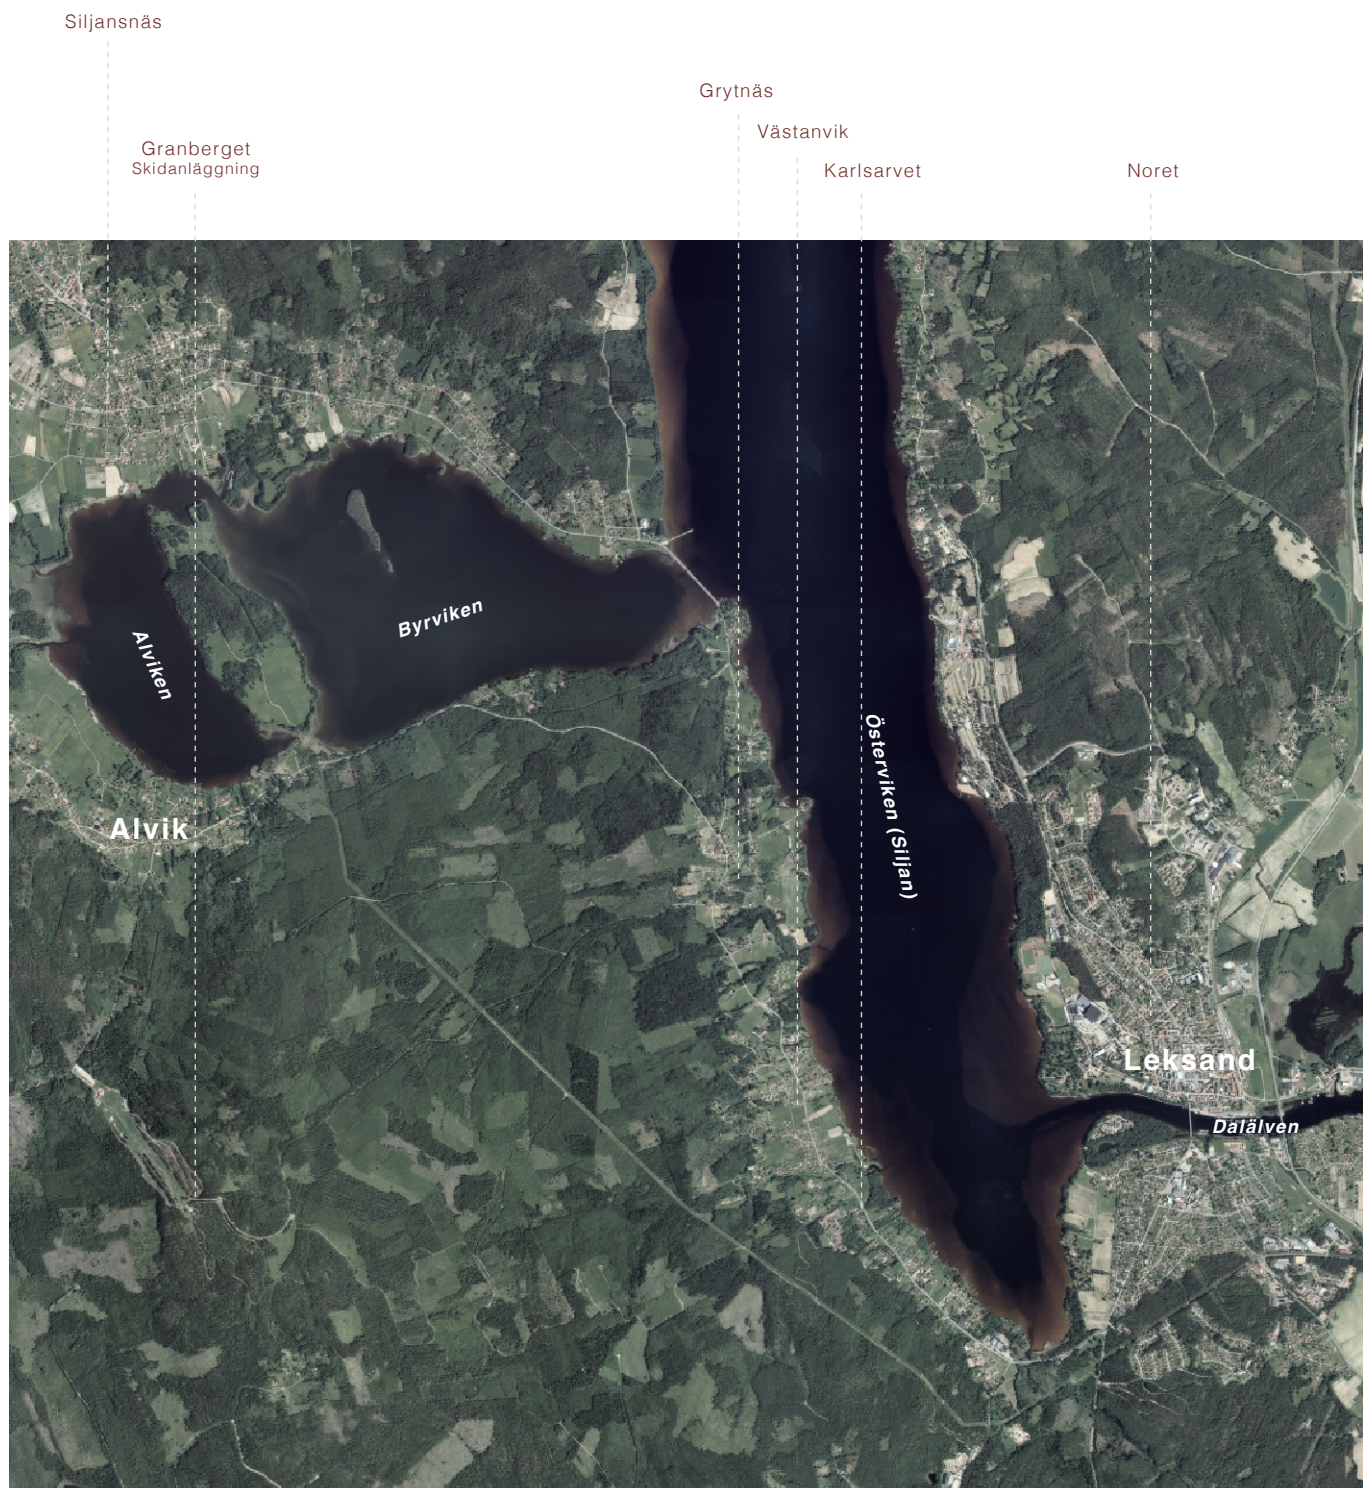 Siljansnäs
Grytnäs
Västanvik
Granberget
Skidanläggning
Karlsarvet
Noret
Byrviken
Alviken
Österviken (Siljan)
Alvik
Leksand
Dalälven